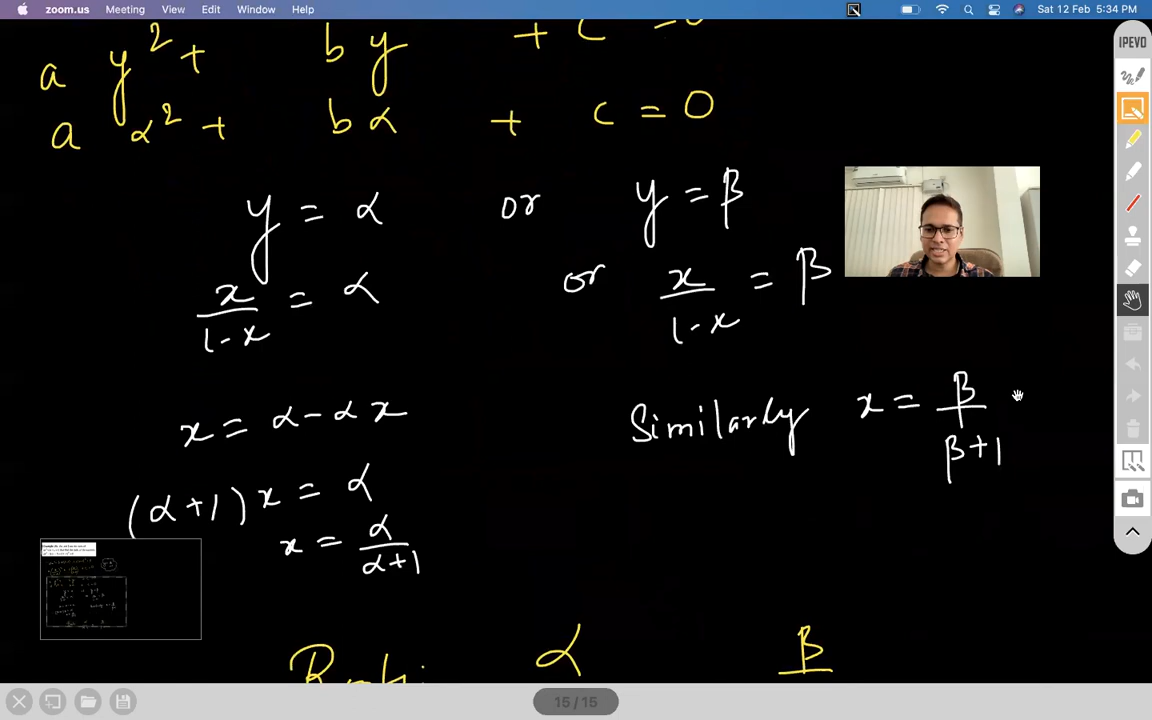 zoom.us Meeting View Edit Window Help Sat 12 Feb 5:34 PM
IPEVO
a y² + b y + c = 0
a α² + b α + c = 0
y = α or y = β
x/(1-x) = α or x/(1-x) = β
x = α - α x Similarly x = β/(β+1)
(α+1) x = α
x = α/(α+1)
α β
15 / 15